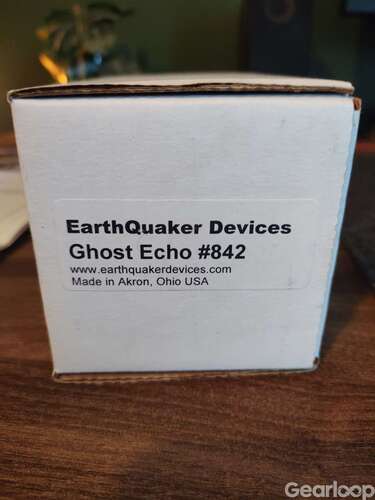 EarthQuaker Devices
Ghost Echo #842
www.earthquakerdevices.com
Made in Akron, Ohio USA
Gearloop